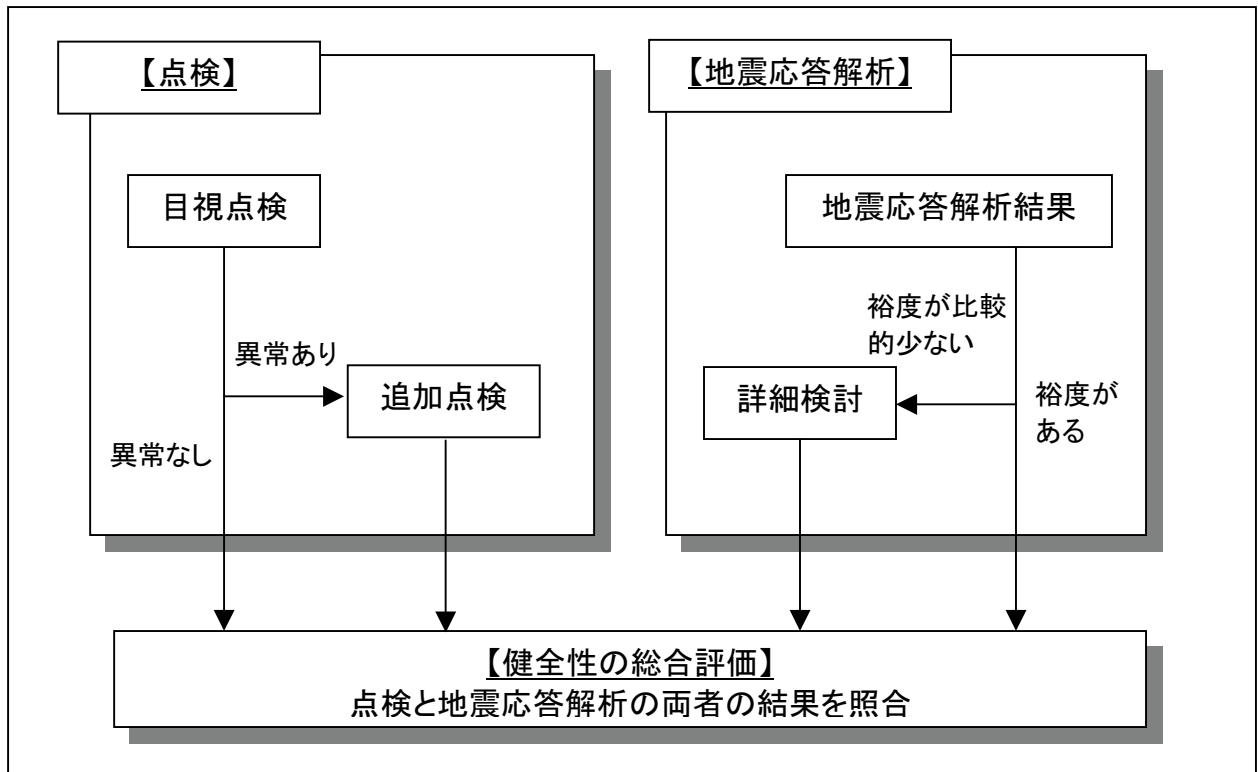 【点検】
目視点検
異常あり
追加点検
異常なし
【地震応答解析】
地震応答解析結果
裕度が比較
的少ない
詳細検討
裕度が
ある
【健全性の総合評価】
点検と地震応答解析の両者の結果を照合